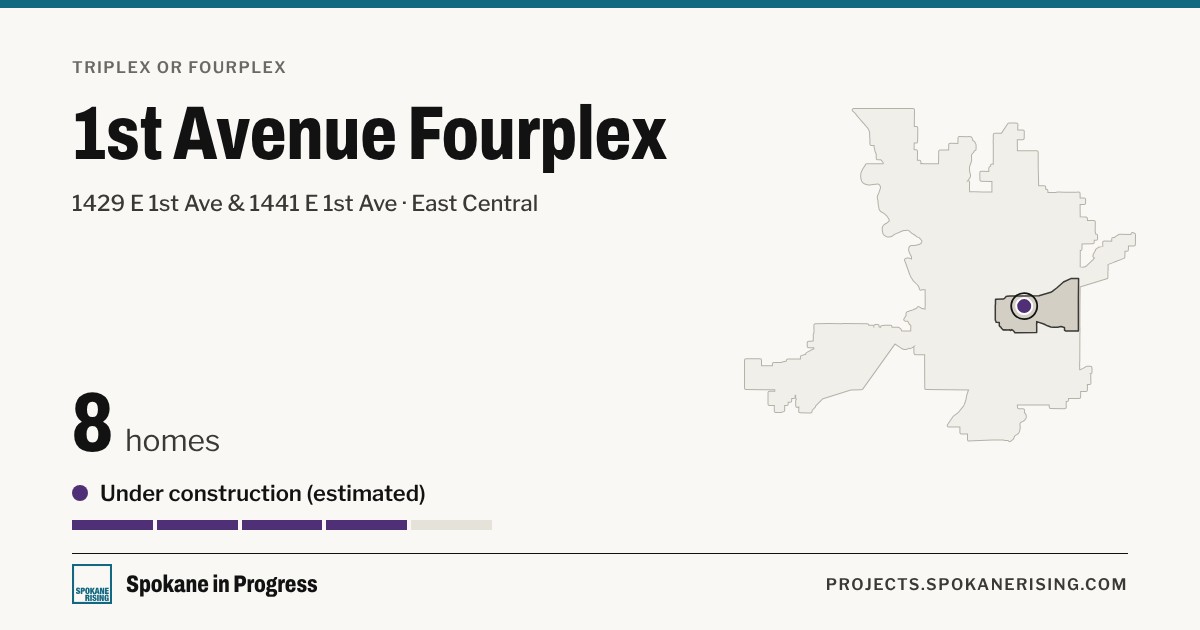 TRIPLEX OR FOURPLEX
1st Avenue Fourplex
1429 E 1st Ave & 1441 E 1st Ave · East Central
8 homes
Under construction (estimated)
SPOKANE
RISING
Spokane in Progress
PROJECTS.SPOKANERISING.COM